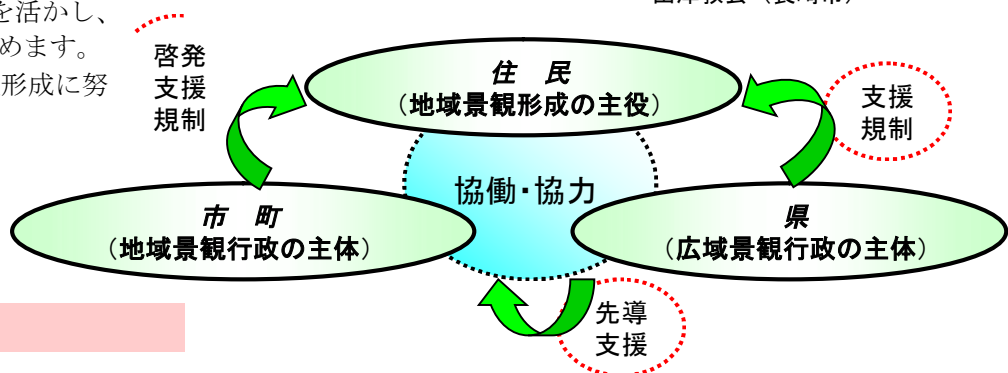 を活かし、
めます。
形成に努
啓発
支援
規制
住　民
（地域景観形成の主役）
支援
規制
協働・協力
市　町
（地域景観行政の主体）
県
（広域景観行政の主体）
先導
支援